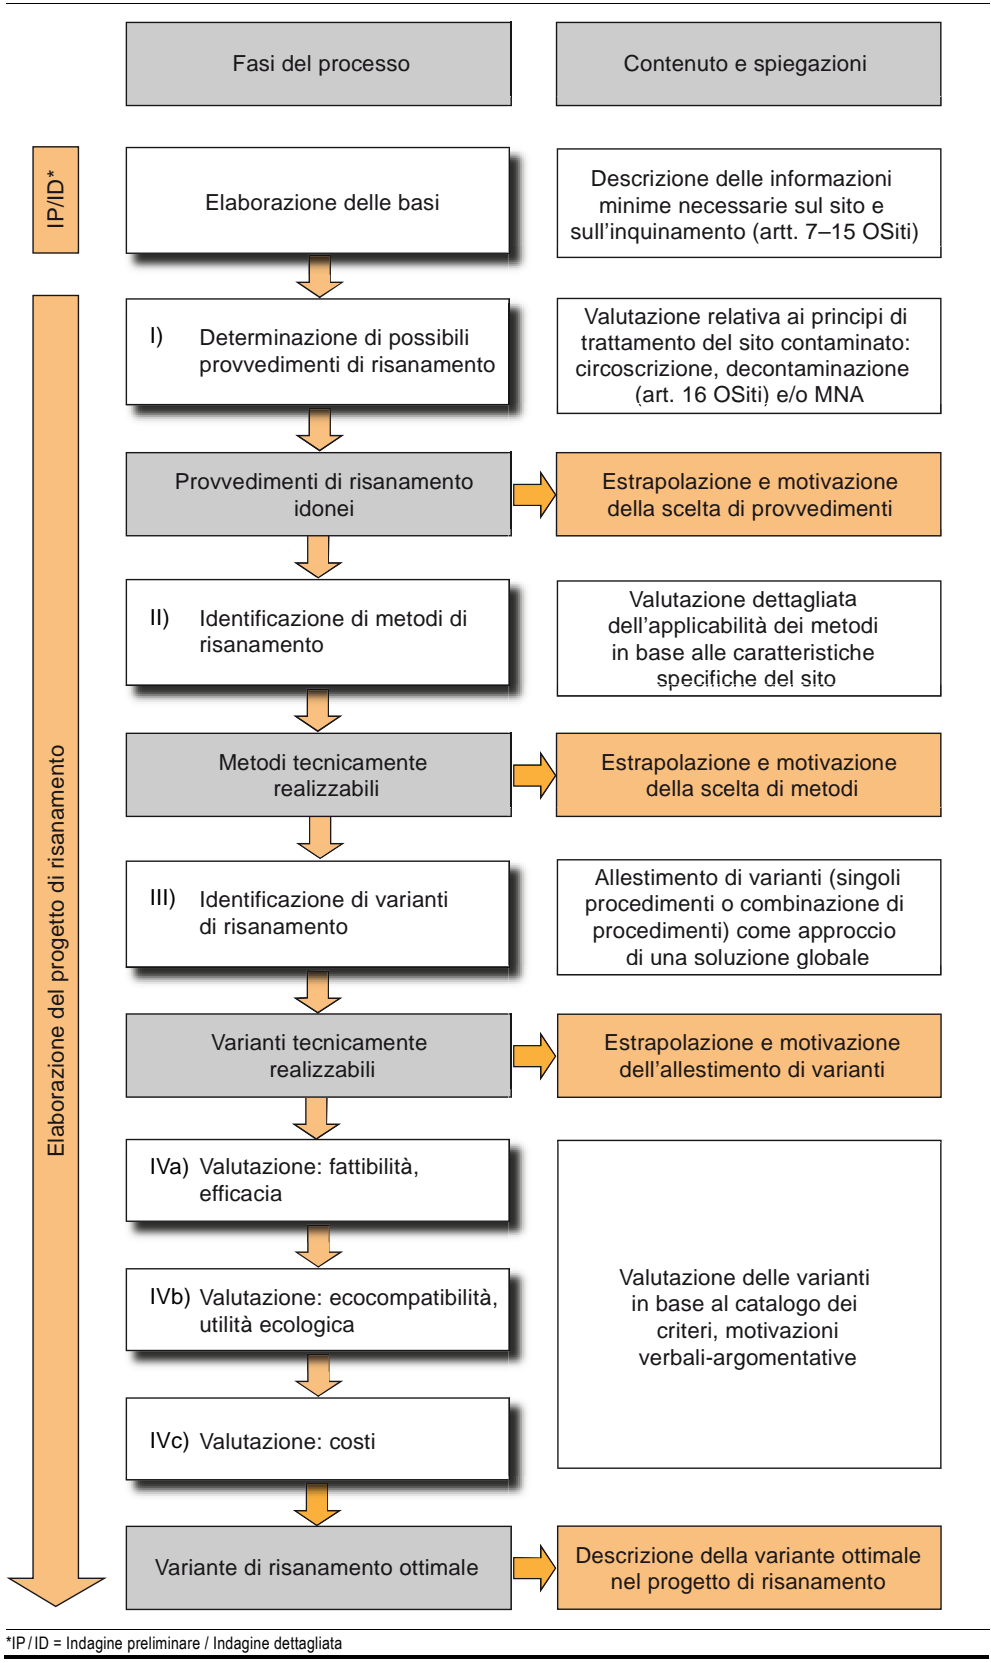 Fasi del processo
Contenuto e spiegazioni
IP/ID*
Elaborazione delle basi
Descrizione delle informazioni
minime necessarie sul sito e
sull'inquinamento (artt. 7–15 OSiti)
Elaborazione del progetto di risanamento
I) Determinazione di possibili
provvedimenti di risanamento
Valutazione relativa ai principi di
trattamento del sito contaminato:
circoscrizione, decontaminazione
(art. 16 OSiti) e/o MNA
Provvedimenti di risanamento
idonei
Estrapolazione e motivazione
della scelta di provvedimenti
II) Identificazione di metodi di
risanamento
Valutazione dettagliata
dell'applicabilità dei metodi
in base alle caratteristiche
specifiche del sito
Metodi tecnicamente
realizzabili
Estrapolazione e motivazione
della scelta di metodi
III) Identificazione di varianti
di risanamento
Allestimento di varianti (singoli
procedimenti o combinazione di
procedimenti) come approccio
di una soluzione globale
Varianti tecnicamente
realizzabili
Estrapolazione e motivazione
dell'allestimento di varianti
IVa) Valutazione: fattibilità,
efficacia
IVb) Valutazione: ecocompatibilità,
utilità ecologica
IVc) Valutazione: costi
Valutazione delle varianti
in base al catalogo dei
criteri, motivazioni
verbali-argomentative
Variante di risanamento ottimale
Descrizione della variante ottimale
nel progetto di risanamento
*IP/ID = Indagine preliminare / Indagine dettagliata